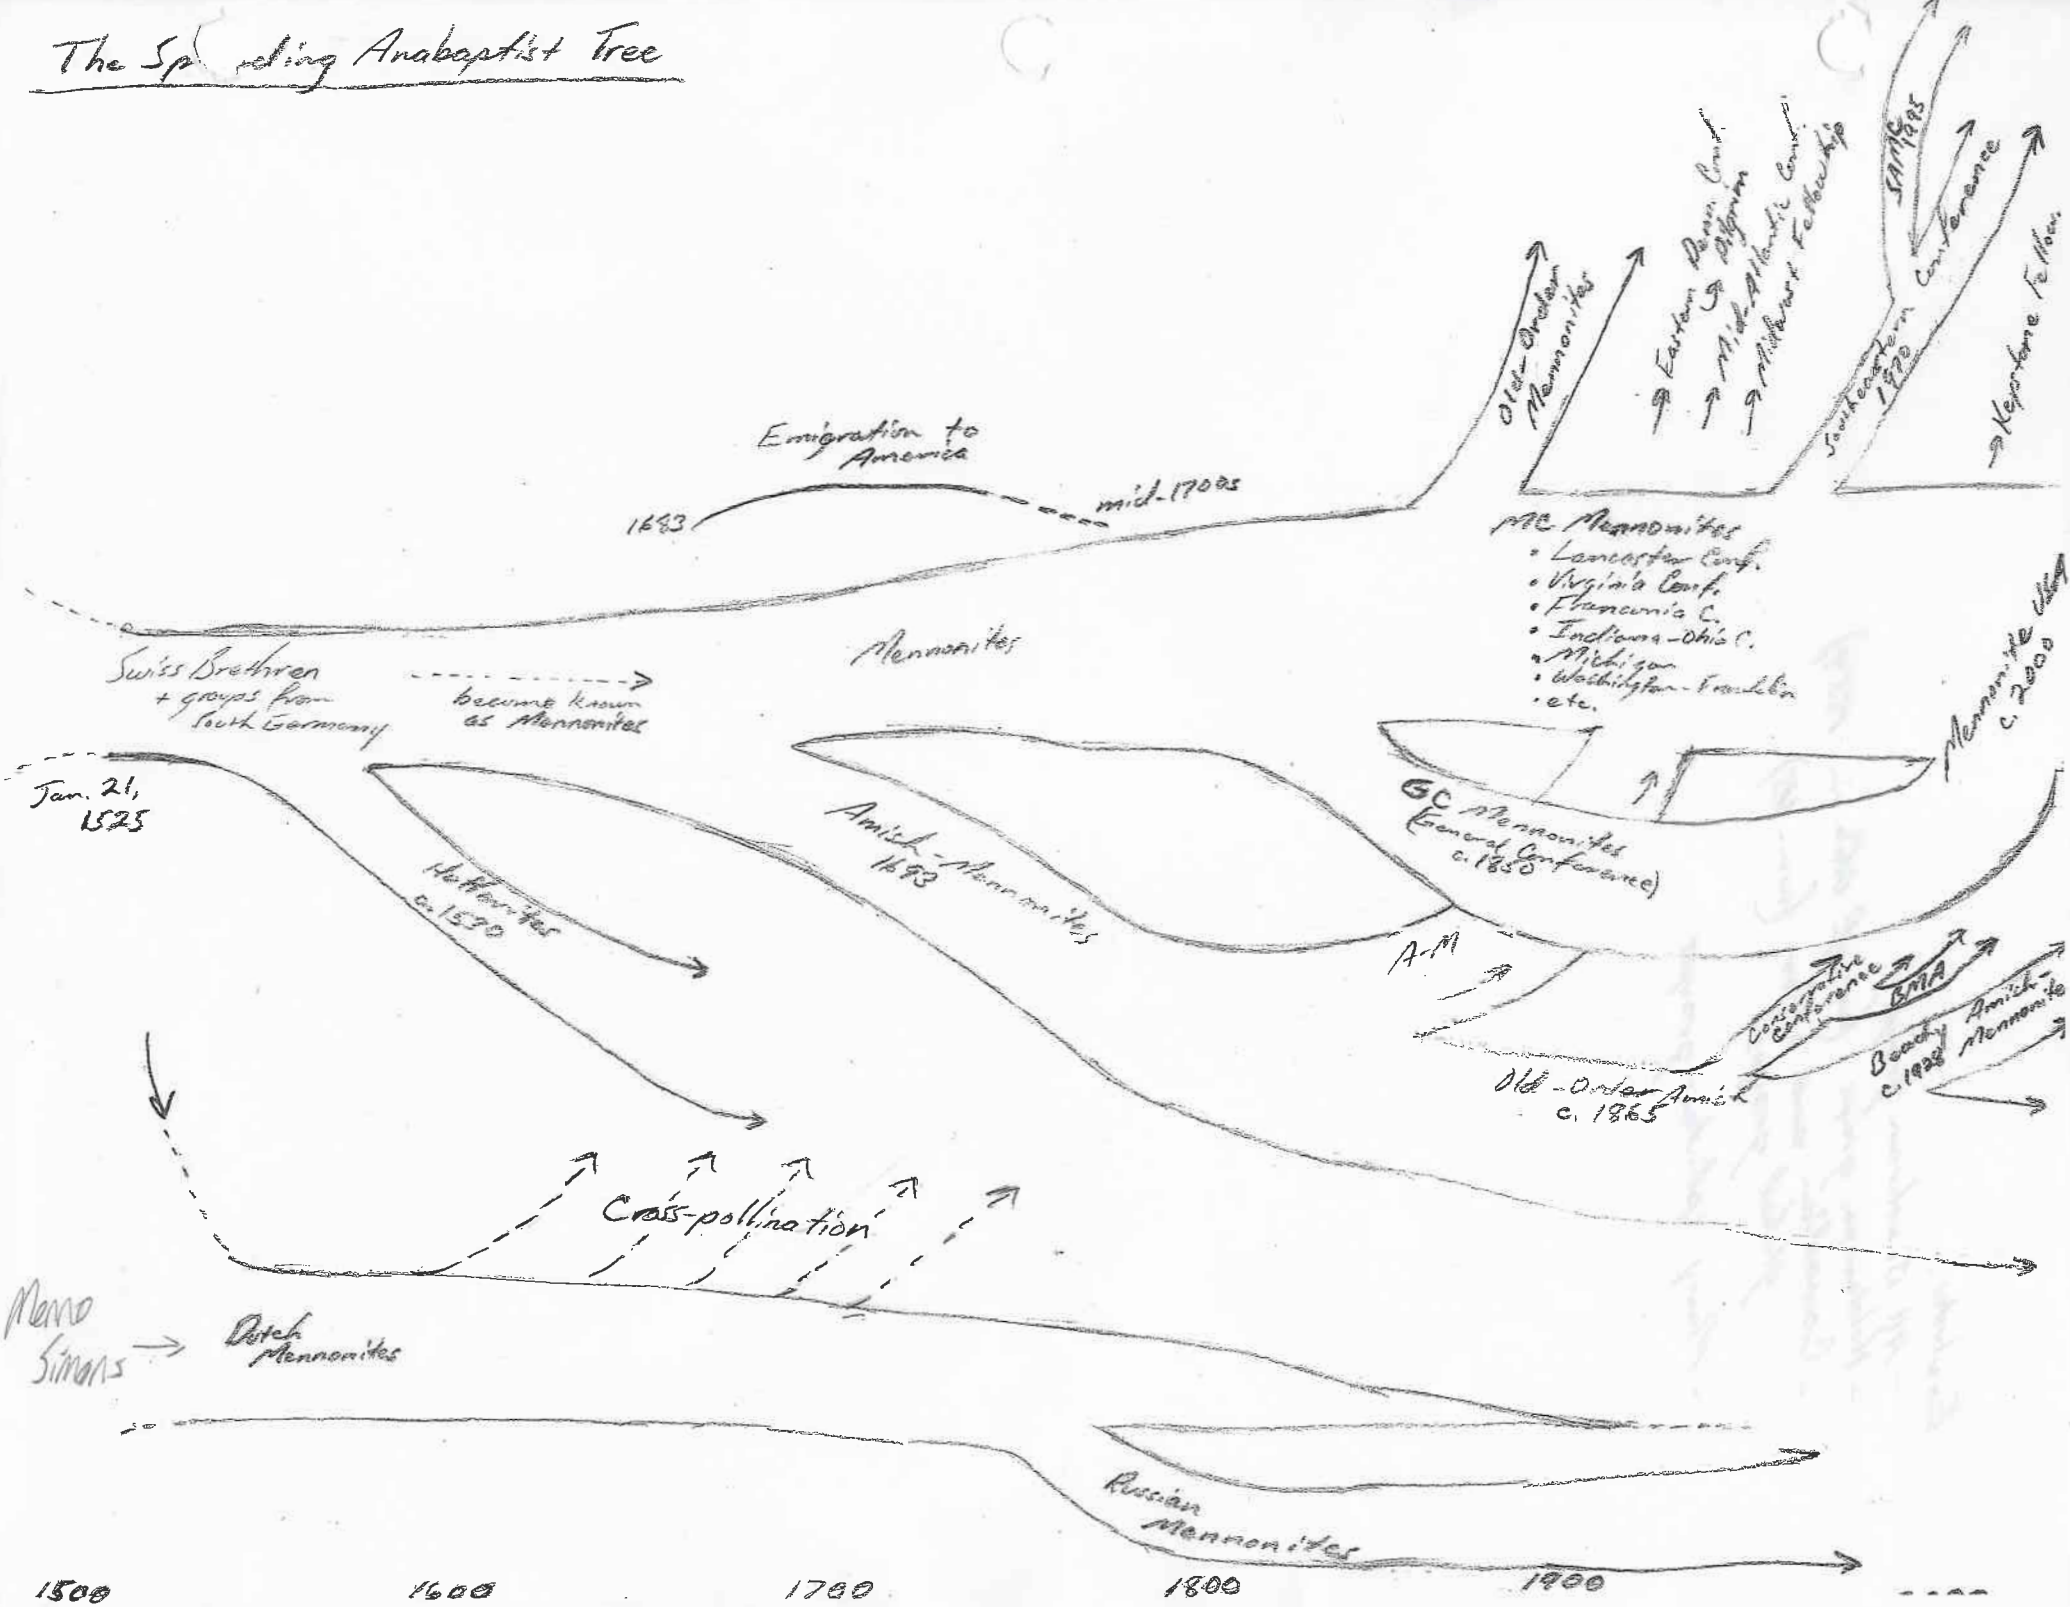 The Sp eding Anabaptist Tree
SAMC
1995
Eastern Penn. Conf.
↳ Pilgrim
Mid-Atlantic Conf.
Midwest Fellowship
Old-Order
Mennonites
Southeastern Conference
1970
Keystone Fellow.
Emigration to
America
1683
mid-1700s
MC Mennonites
• Lancaster Conf.
• Virginia Conf.
• Franconia C.
• Indiana-Ohio C.
• Michigan
• Washington-Franklin
• etc.
Mennonite USA
c. 2000
Swiss Brethren
+ groups from
South Germany
become known
as Mennonites
Mennonites
Jan. 21,
1525
Hutterites
c. 1530
Amish-Mennonites
1693
GC Mennonites
(General Conference)
c. 1850
A-M
Conservative
Conference
BMA
Beachy Amish-
c. 1928 Mennonite
Old-Order Amish
c. 1865
Cross-pollination
Menno
Simons
Dutch
Mennonites
Russian
Mennonites
1500 1600 1700 1800 1900